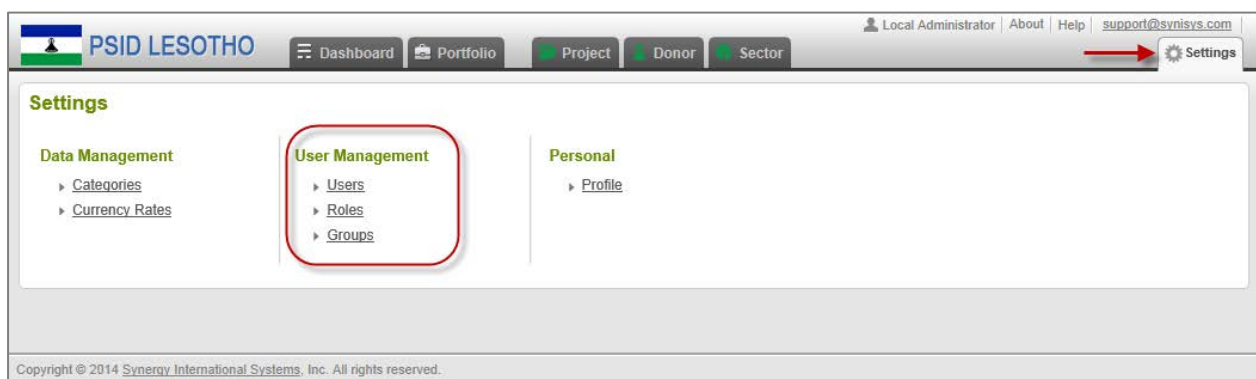 Local Administrator About Help support@synisys.com
PSID LESOTHO Dashboard Portfolio Project Donor Sector Settings
Settings
Data Management User Management Personal
Categories Users Profile
Currency Rates Roles
Groups
Copyright © 2014 Synergy International Systems, Inc. All rights reserved.